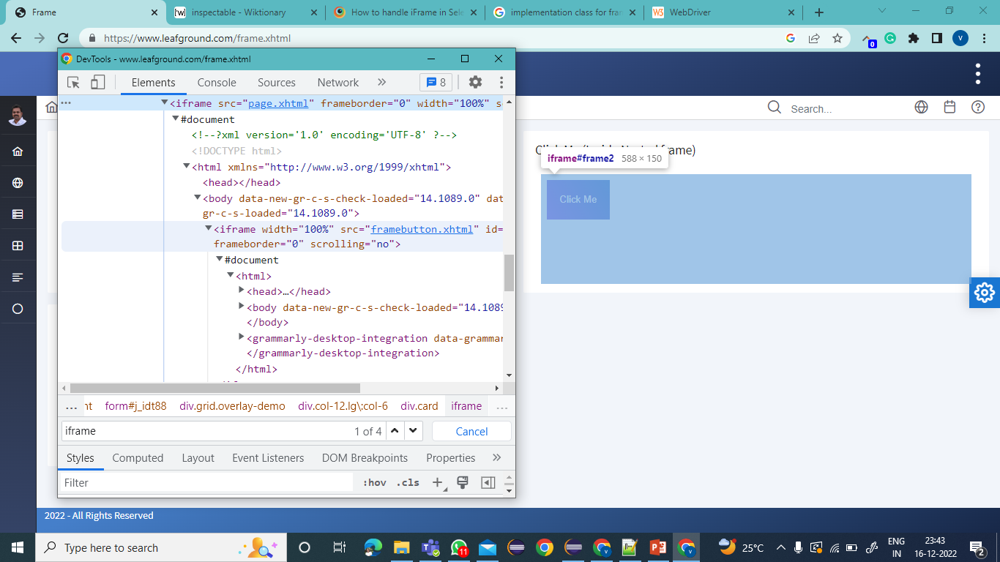 Frame
inspectable - Wiktionary
How to handle iFrame in Sele
implementation class for fram
W3 WebDriver
https://www.leafground.com/frame.xhtml
G
V
0
DevTools - www.leafground.com/frame.xhtml
Elements Console Sources Network 8
<iframe src="page.xhtml" frameborder="0" width="100%" s
#document
<!--?xml version='1.0' encoding='UTF-8' ?-->
<!DOCTYPE html>
<html xmlns="http://www.w3.org/1999/xhtml">
<head></head>
<body data-new-gr-c-s-check-loaded="14.1089.0" dat
gr-c-s-loaded="14.1089.0">
<iframe width="100%" src="framebutton.xhtml" id=
frameborder="0" scrolling="no">
#document
<html>
<head>…</head>
<body data-new-gr-c-s-check-loaded="14.1089
</body>
<grammarly-desktop-integration data-grammar
</grammarly-desktop-integration>
</html>
... nt form#j_idt88 div.grid.overlay-demo div.col-12.lg\:col-6 div.card iframe ...
iframe 1 of 4 Cancel
Styles Computed Layout Event Listeners DOM Breakpoints Properties
Filter :hov .cls
Search...
frame)
iframe#frame2 588 × 150
Click Me
2022 - All Rights Reserved
Type here to search
11
25°C
ENG
IN
23:43
16-12-2022
2